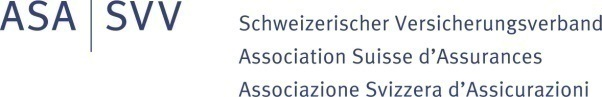 ASA | SVV
Schweizerischer Versicherungsverband
Association Suisse d’Assurances
Associazione Svizzera d’Assicurazioni